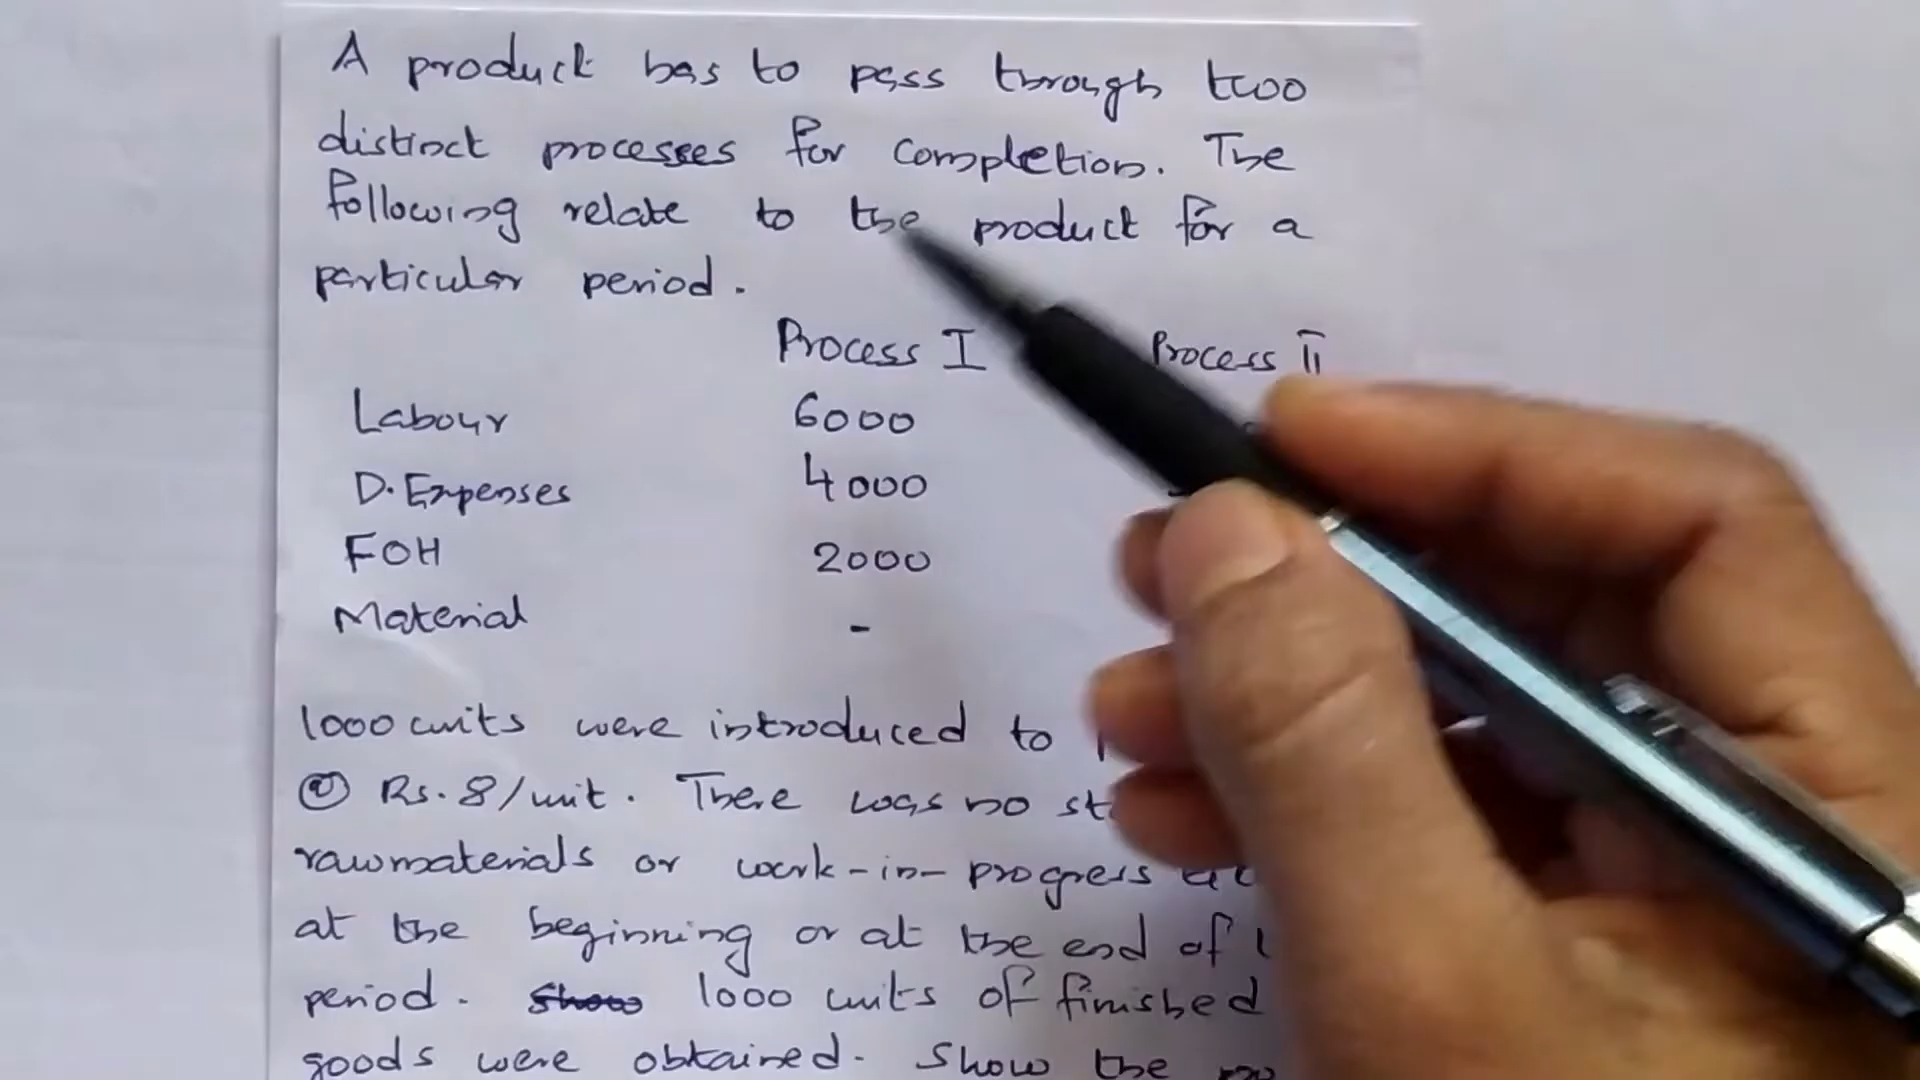 A product has to pass through two
distinct processes for completion. The
following relate to the product for a
particular period.
Process I Process II
Labour 6000
D.Expenses 4000
FOH 2000
Material -
1000 units were introduced to
@ Rs. 8/unit. There was no
rawmaterials or work-in-progress
at the beginning or at the end of
period. Show 1000 units of finished
goods were obtained. Show the